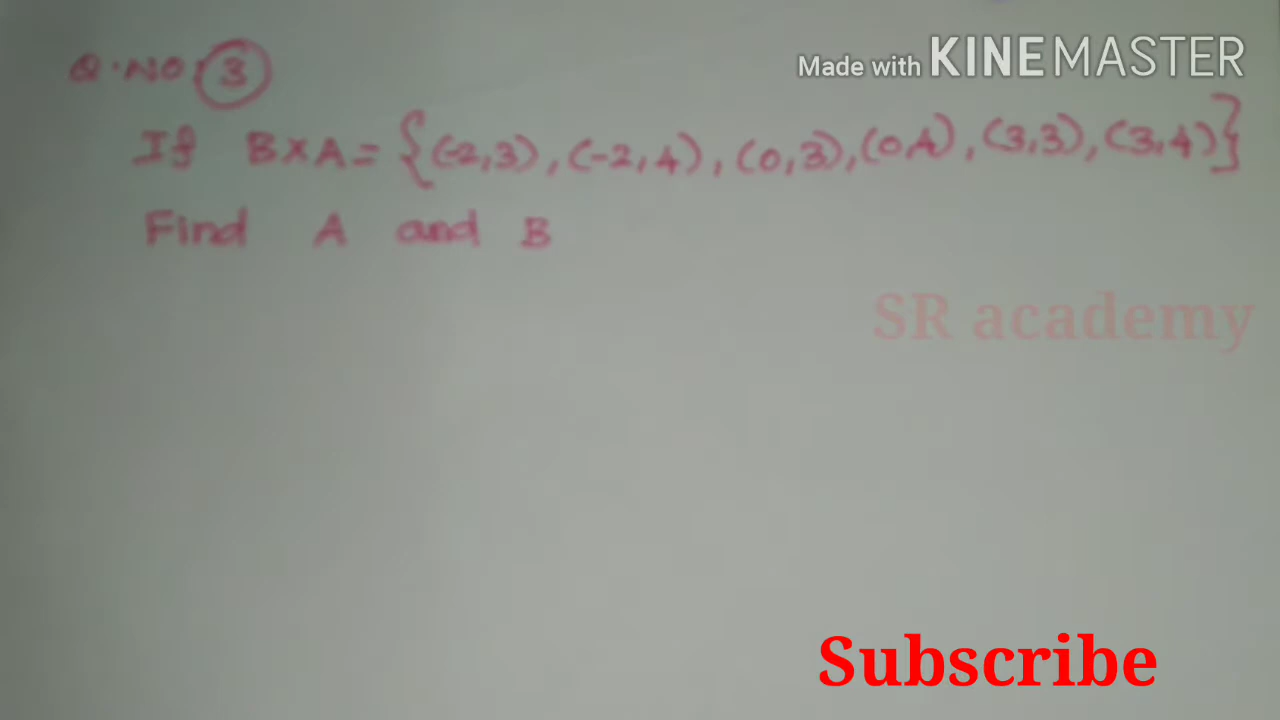 Made with KINEMASTER
Q.NO: 3
If B×A= {(-2,3), (-2,4), (0,3), (0,4), (3,3), (3,4)}
Find A and B
SR academy
Subscribe